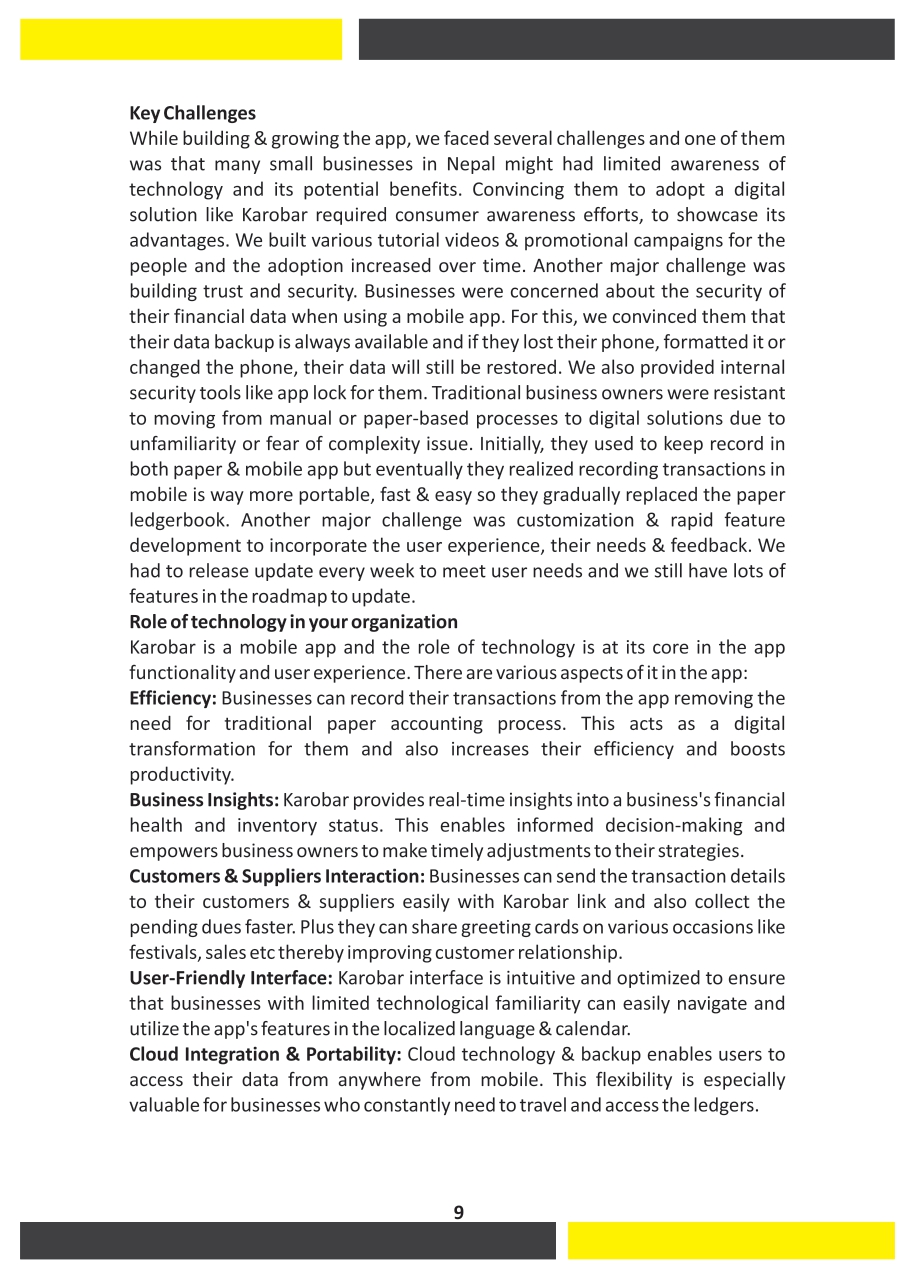 Key Challenges
While building & growing the app, we faced several challenges and one of them
was that many small businesses in Nepal might had limited awareness of
technology and its potential benefits. Convincing them to adopt a digital
solution like Karobar required consumer awareness efforts, to showcase its
advantages. We built various tutorial videos & promotional campaigns for the
people and the adoption increased over time. Another major challenge was
building trust and security. Businesses were concerned about the security of
their financial data when using a mobile app. For this, we convinced them that
their data backup is always available and if they lost their phone, formatted it or
changed the phone, their data will still be restored. We also provided internal
security tools like app lock for them. Traditional business owners were resistant
to moving from manual or paper-based processes to digital solutions due to
unfamiliarity or fear of complexity issue. Initially, they used to keep record in
both paper & mobile app but eventually they realized recording transactions in
mobile is way more portable, fast & easy so they gradually replaced the paper
ledgerbook. Another major challenge was customization & rapid feature
development to incorporate the user experience, their needs & feedback. We
had to release update every week to meet user needs and we still have lots of
features in the roadmap to update.
Role of technology in your organization
Karobar is a mobile app and the role of technology is at its core in the app
functionality and user experience. There are various aspects of it in the app:
Efficiency: Businesses can record their transactions from the app removing the
need for traditional paper accounting process. This acts as a digital
transformation for them and also increases their efficiency and boosts
productivity.
Business Insights: Karobar provides real-time insights into a business's financial
health and inventory status. This enables informed decision-making and
empowers business owners to make timely adjustments to their strategies.
Customers & Suppliers Interaction: Businesses can send the transaction details
to their customers & suppliers easily with Karobar link and also collect the
pending dues faster. Plus they can share greeting cards on various occasions like
festivals, sales etc thereby improving customer relationship.
User-Friendly Interface: Karobar interface is intuitive and optimized to ensure
that businesses with limited technological familiarity can easily navigate and
utilize the app's features in the localized language & calendar.
Cloud Integration & Portability: Cloud technology & backup enables users to
access their data from anywhere from mobile. This flexibility is especially
valuable for businesses who constantly need to travel and access the ledgers.
9